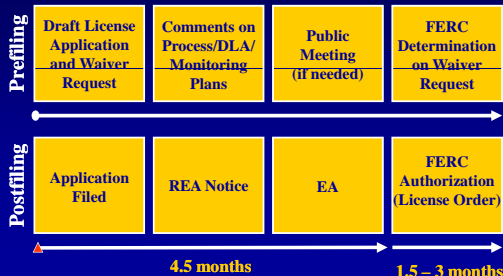 Prefiling
Draft License
Application
and Waiver
Request
Comments on
Process/DLA/
Monitoring
Plans
Public
Meeting
(if needed)
FERC
Determination
on Waiver
Request
Postfiling
Application
Filed
REA Notice
EA
FERC
Authorization
(License Order)
4.5 months
1.5 – 3 months